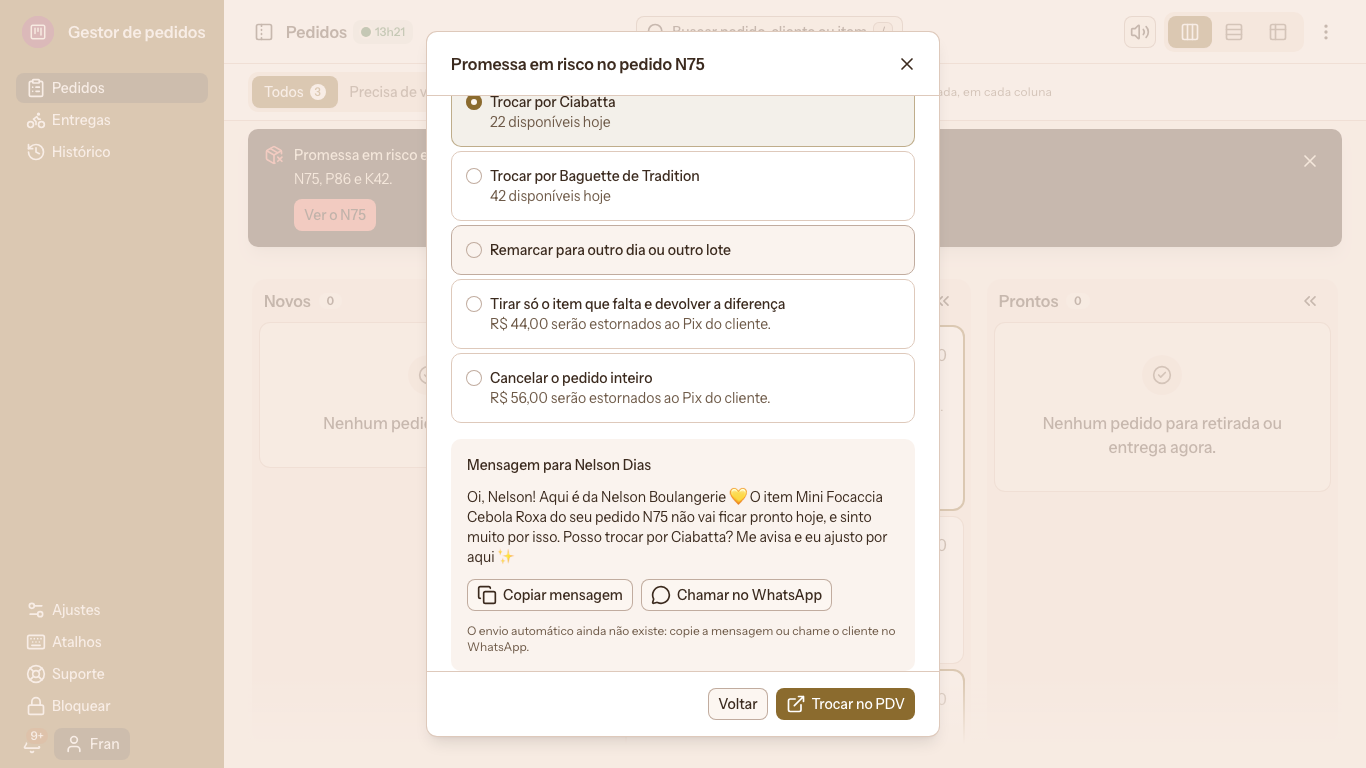 Gestor de pedidos
Pedidos
Entregas
Histórico
Ajustes
Atalhos
Suporte
Bloquear
9+
Fran
Pedidos
13h21
Buscar pedido, cliente ou item
/
Todos 3
Precisa de
ada, em cada coluna
Promessa em risco
N75, P86 e K42.
Ver o N75
Novos 0
Nenhum
Prontos 0
Nenhum pedido para retirada ou
entrega agora.
Promessa em risco no pedido N75
Trocar por Ciabatta
22 disponíveis hoje
Trocar por Baguette de Tradition
42 disponíveis hoje
Remarcar para outro dia ou outro lote
Tirar só o item que falta e devolver a diferença
R$ 44,00 serão estornados ao Pix do cliente.
Cancelar o pedido inteiro
R$ 56,00 serão estornados ao Pix do cliente.
Mensagem para Nelson Dias
Oi, Nelson! Aqui é da Nelson Boulangerie 💛 O item Mini Focaccia
Cebola Roxa do seu pedido N75 não vai ficar pronto hoje, e sinto
muito por isso. Posso trocar por Ciabatta? Me avisa e eu ajusto por
aqui ✨
Copiar mensagem
Chamar no WhatsApp
O envio automático ainda não existe: copie a mensagem ou chame o cliente no
WhatsApp.
Voltar
Trocar no PDV